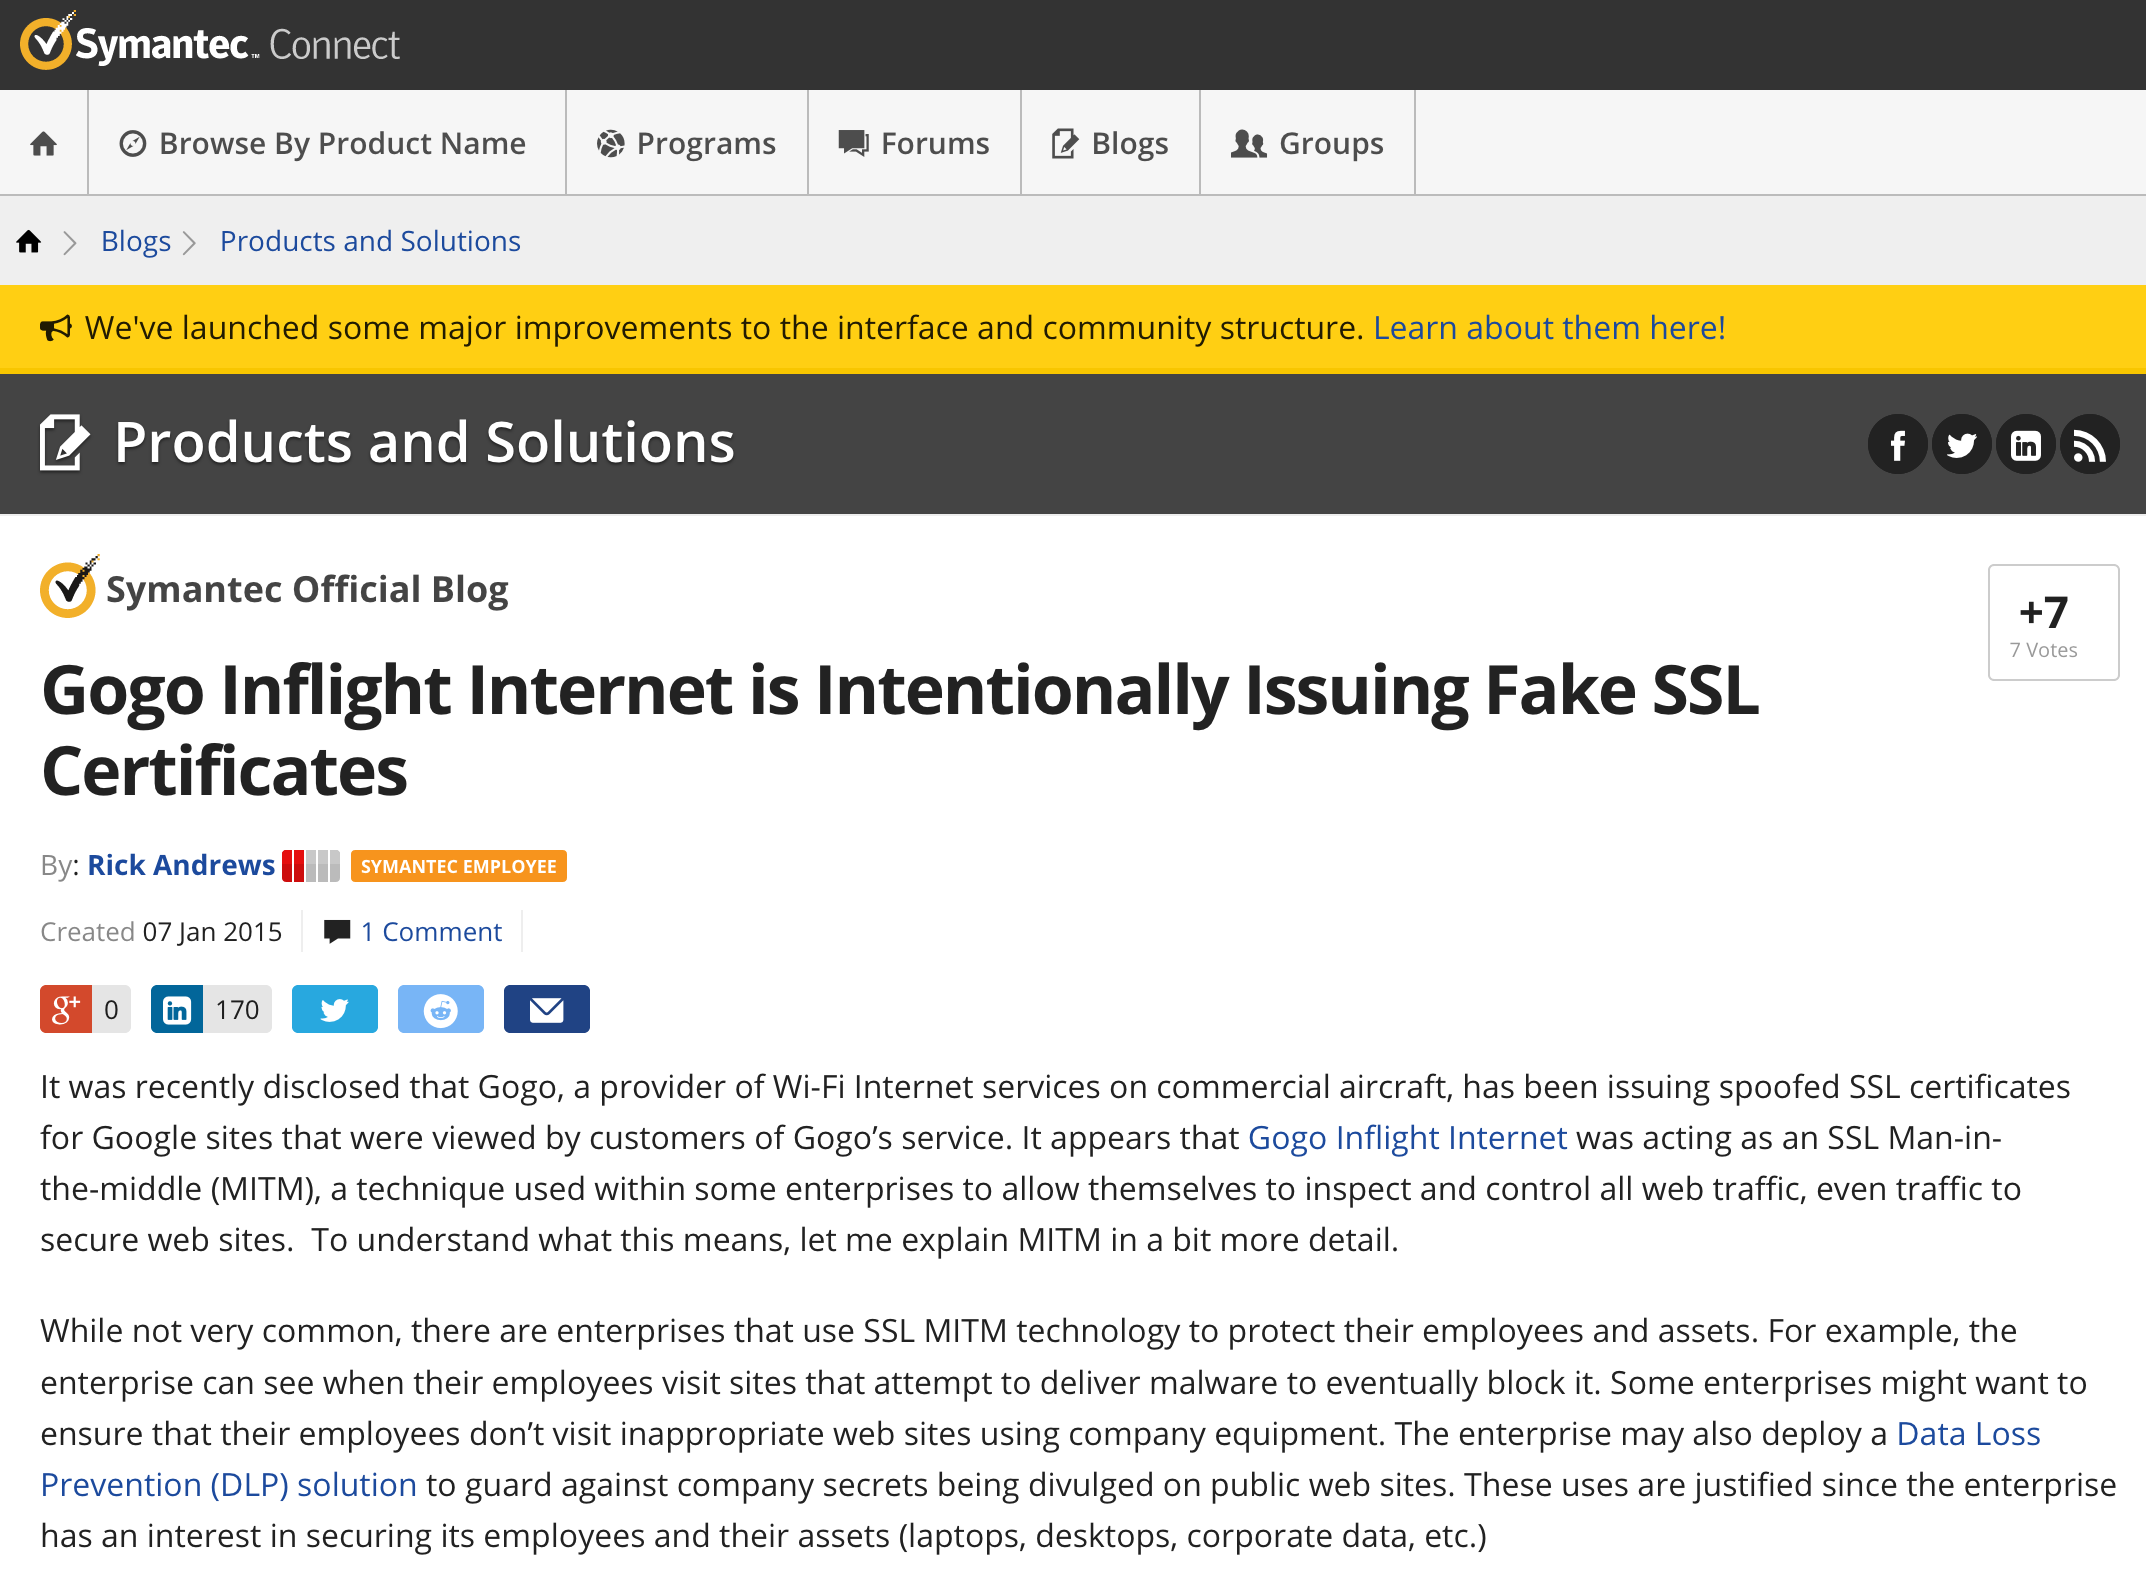 Symantec™ Connect
Browse By Product Name Programs Forums Blogs Groups
Blogs Products and Solutions
We've launched some major improvements to the interface and community structure. Learn about them here!
Products and Solutions
Symantec Official Blog
+7
7 Votes
Gogo Inflight Internet is Intentionally Issuing Fake SSL
Certificates
By: Rick Andrews SYMANTEC EMPLOYEE
Created 07 Jan 2015 1 Comment
g+ 0 in 170
It was recently disclosed that Gogo, a provider of Wi-Fi Internet services on commercial aircraft, has been issuing spoofed SSL certificates
for Google sites that were viewed by customers of Gogo’s service. It appears that Gogo Inflight Internet was acting as an SSL Man-in-
the-middle (MITM), a technique used within some enterprises to allow themselves to inspect and control all web traffic, even traffic to
secure web sites.  To understand what this means, let me explain MITM in a bit more detail.
While not very common, there are enterprises that use SSL MITM technology to protect their employees and assets. For example, the
enterprise can see when their employees visit sites that attempt to deliver malware to eventually block it. Some enterprises might want to
ensure that their employees don’t visit inappropriate web sites using company equipment. The enterprise may also deploy a Data Loss
Prevention (DLP) solution to guard against company secrets being divulged on public web sites. These uses are justified since the enterprise
has an interest in securing its employees and their assets (laptops, desktops, corporate data, etc.)